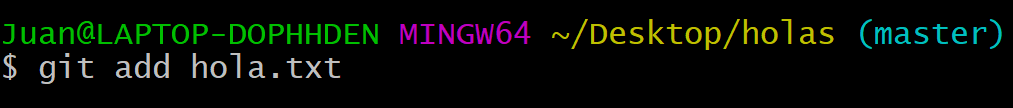 Juan@LAPTOP-DOPHHDEN MINGW64 ~/Desktop/holas (master)
$ git add hola.txt